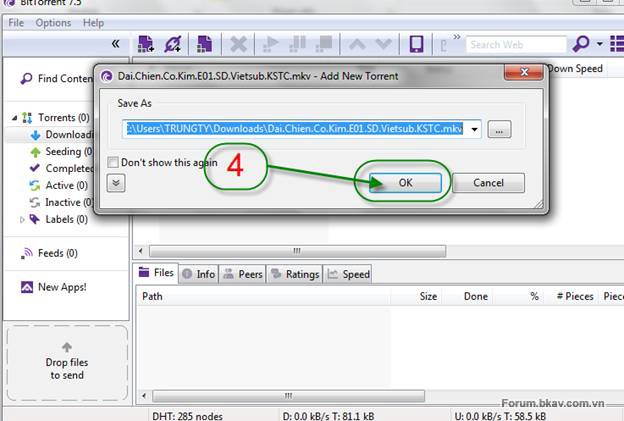 BitTorrent 7.5
File Options Help
«
» Search Web
Find Conten
Down Speed
Dai.Chien.Co.Kim.E01.SD.Vietsub.KSTC.mkv - Add New Torrent
Save As
C:\Users\TRUNGTY\Downloads\Dai.Chien.Co.Kim.E01.SD.Vietsub.KSTC.mkv
...
Don't show this again
4
OK Cancel
Torrents (0)
Downloadi
Seeding (
Completed
Active (0)
Inactive (0)
Labels (0)
Feeds (0)
New Apps!
Drop files
to send
Files Info Peers Ratings Speed
Path Size Done % # Pieces Piece
Forum.bkav.com.vn
DHT: 285 nodes D: 0.0 kB/s T: 81.1 kB U: 0.0 kB/s T: 58.5 kB